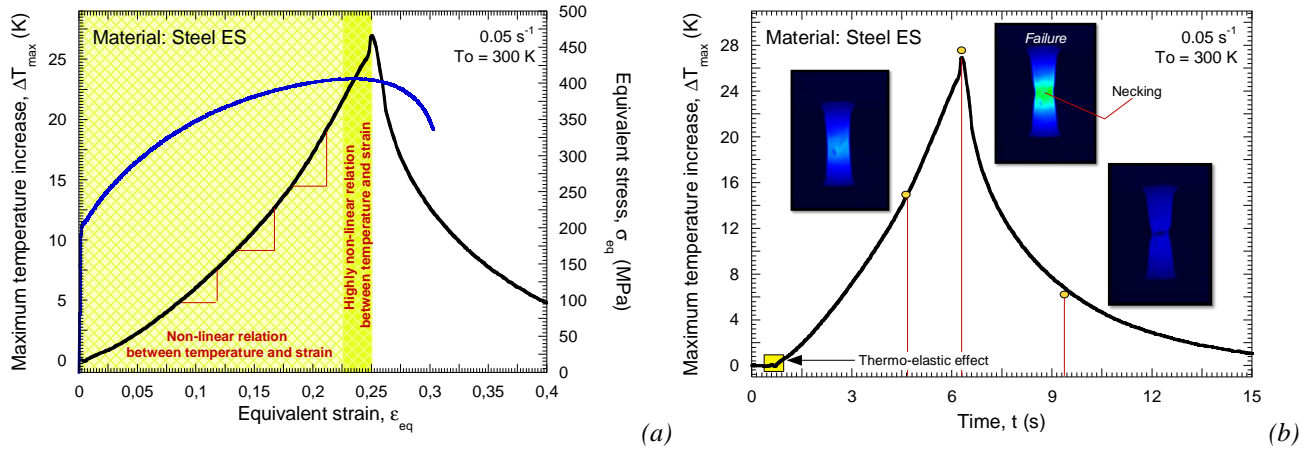 Material: Steel ES
0.05 s⁻¹
To = 300 K
Maximum temperature increase, ΔT_max (K)
25
20
15
10
5
0
500
450
400
350
300
250
200
150
100
50
0
Equivalent stress, σ_eq (MPa)
Highly non-linear relation
between temperature and strain
Non-linear relation
between temperature and strain
0
0,05
0,1
0,15
0,2
0,25
0,3
0,35
0,4
Equivalent strain, ε_eq
(a)
Material: Steel ES
0.05 s⁻¹
To = 300 K
Failure
Necking
Maximum temperature increase, ΔT_max (K)
28
24
20
16
12
8
4
0
Thermo-elastic effect
0
3
6
9
12
15
Time, t (s)
(b)